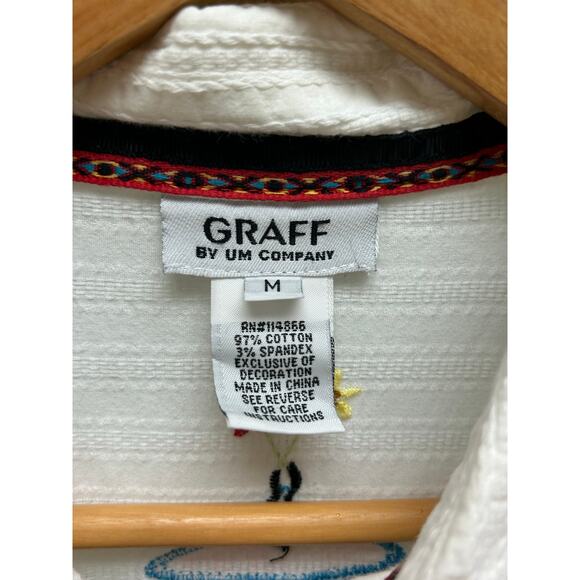 GRAFF
BY UM COMPANY
M
RN#114866
97% COTTON
3% SPANDEX
EXCLUSIVE OF
DECORATION
MADE IN CHINA
SEE REVERSE
FOR CARE
INSTRUCTIONS